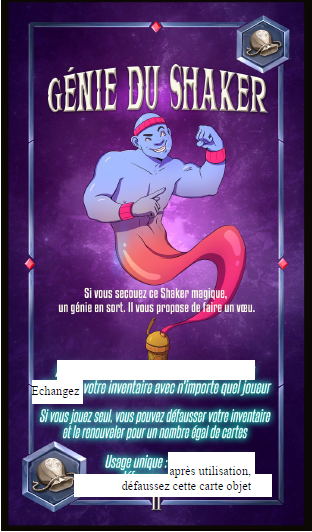 GÉNIE DU SHAKER
Si vous secouez ce Shaker magique,
un génie en sort. Il vous propose de faire un vœu.
Echangez votre inventaire avec n'importe quel joueur
Si vous jouez seul, vous pouvez défausser votre inventaire
et le renouveler pour un nombre égal de cartes
Usage unique : après utilisation,
défaussez cette carte objet
II